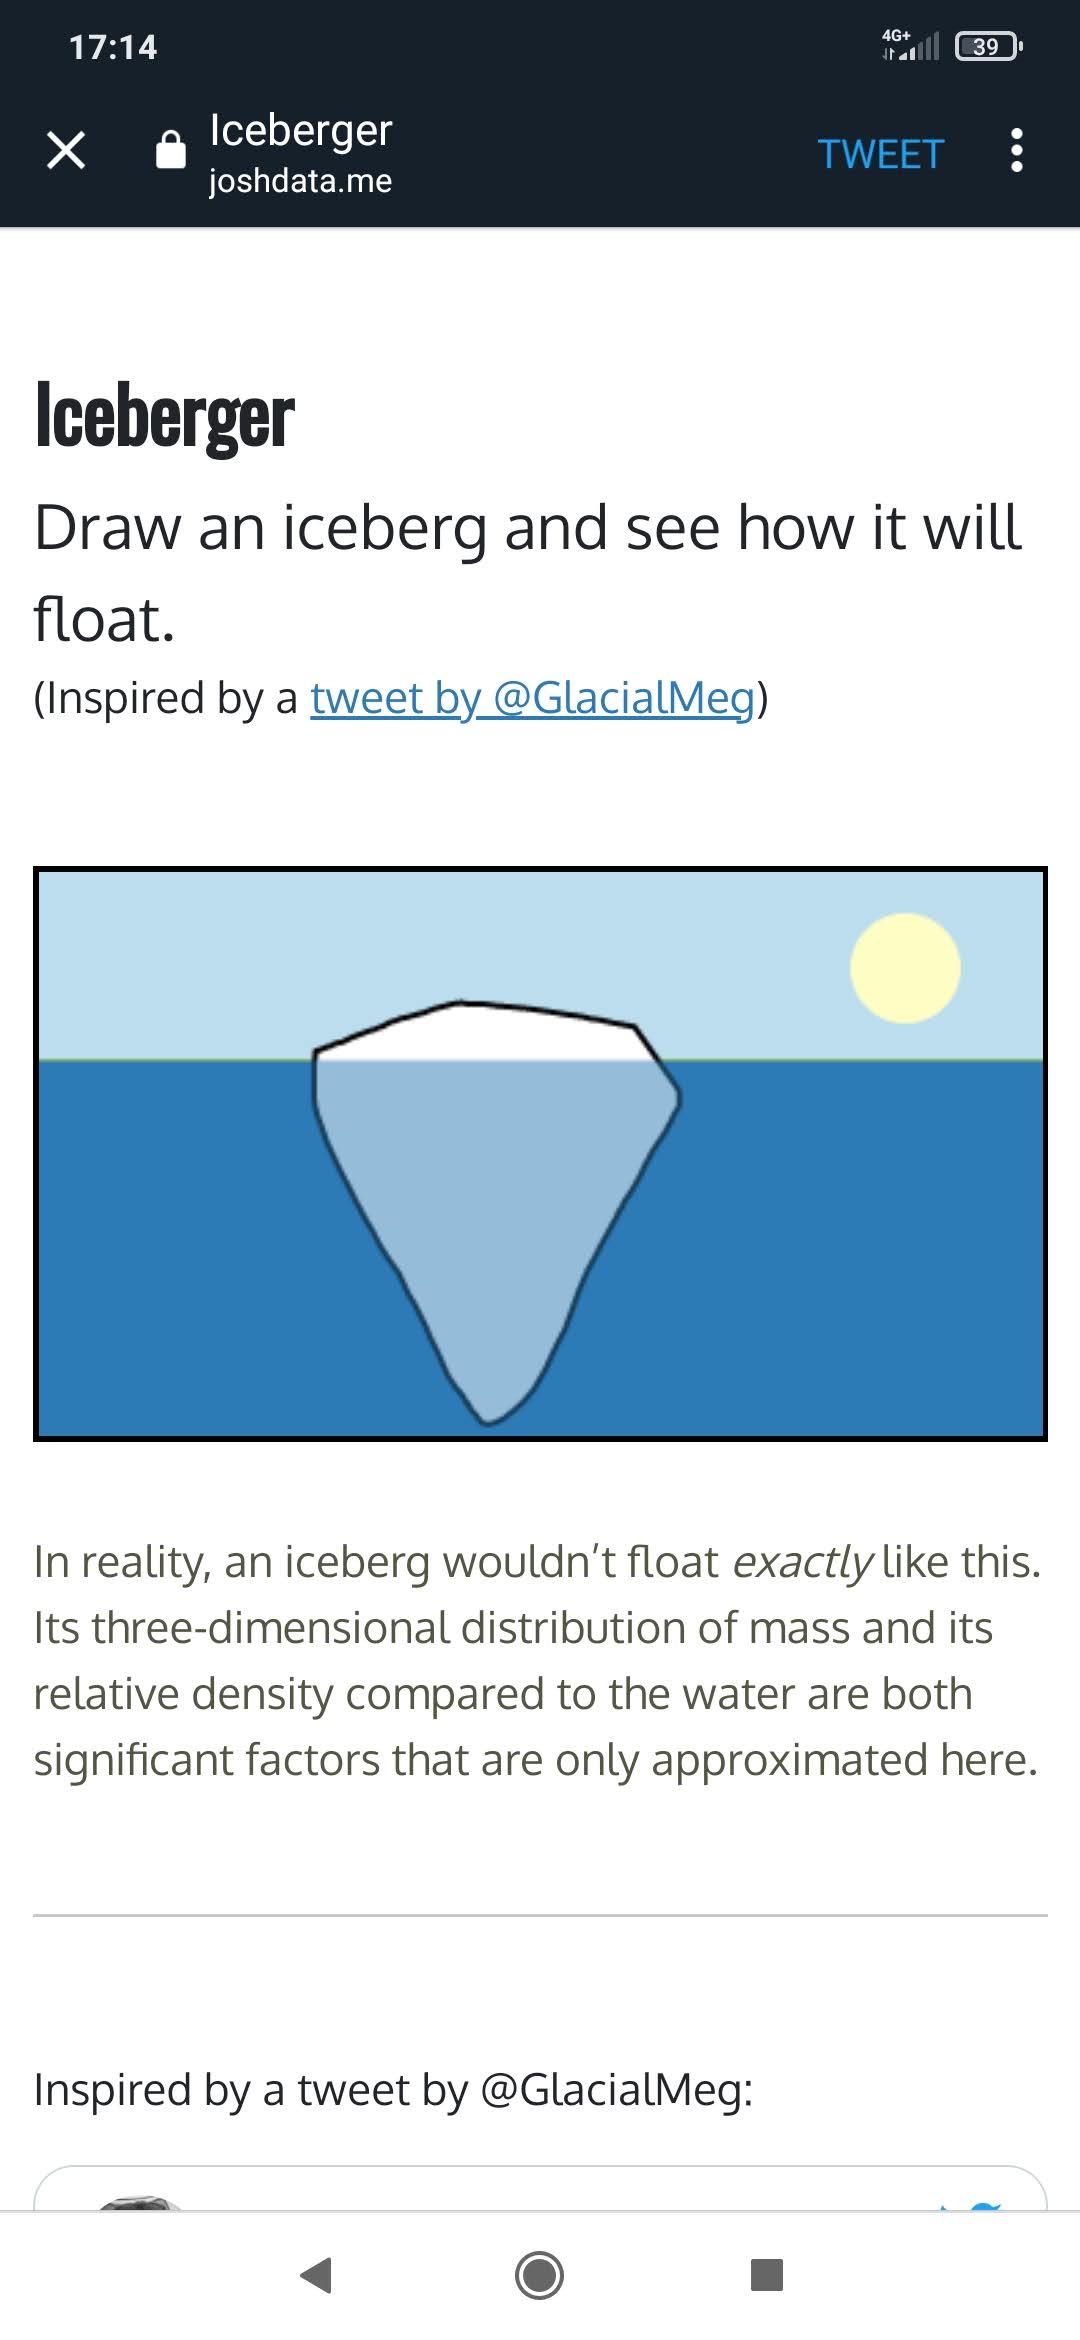 17:14
4G+
39
Iceberger
joshdata.me
TWEET
Iceberger
Draw an iceberg and see how it will
float.
(Inspired by a tweet by @GlacialMeg)
In reality, an iceberg wouldn't float exactly like this.
Its three-dimensional distribution of mass and its
relative density compared to the water are both
significant factors that are only approximated here.
Inspired by a tweet by @GlacialMeg: